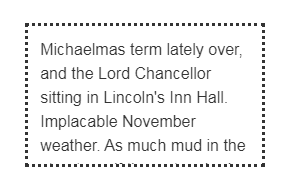 Michaelmas term lately over,
and the Lord Chancellor
sitting in Lincoln's Inn Hall.
Implacable November
weather. As much mud in the